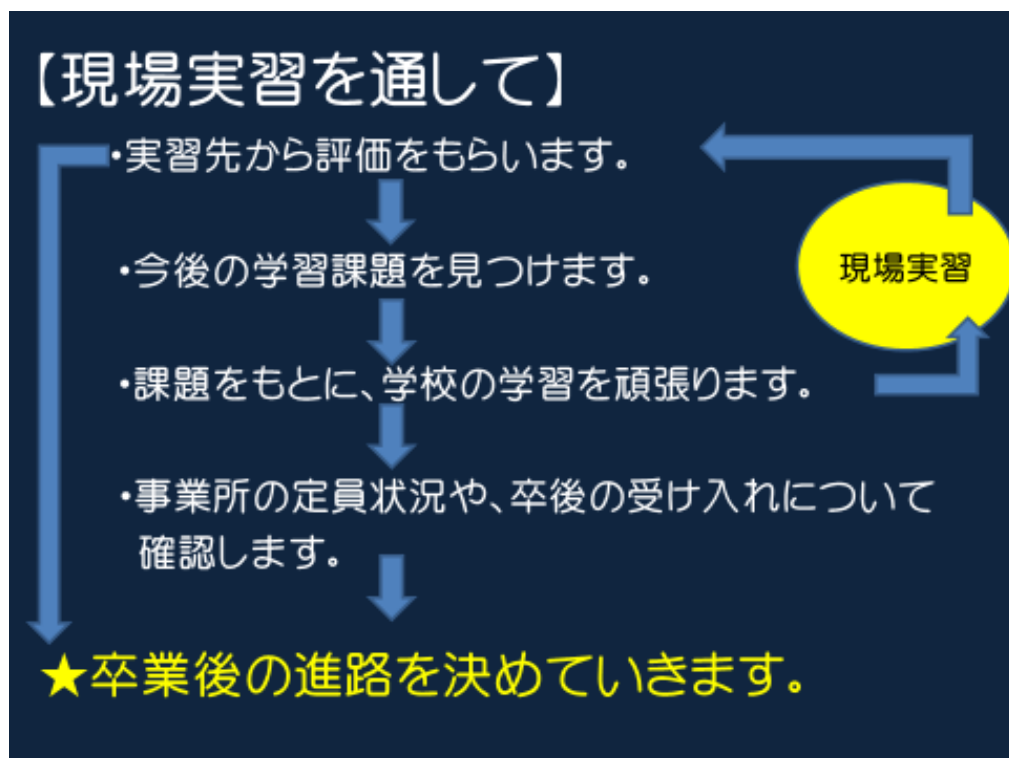 【現場実習を通して】
・実習先から評価をもらいます。
・今後の学習課題を見つけます。
現場実習
・課題をもとに、学校の学習を頑張ります。
・事業所の定員状況や、卒後の受け入れについて
確認します。
★卒業後の進路を決めていきます。